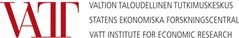 VATT
VALTION TALOUDELLINEN TUTKIMUSKESKUS
STATENS EKONOMISKA FORSKNINGSCENTRAL
VATT INSTITUTE FOR ECONOMIC RESEARCH